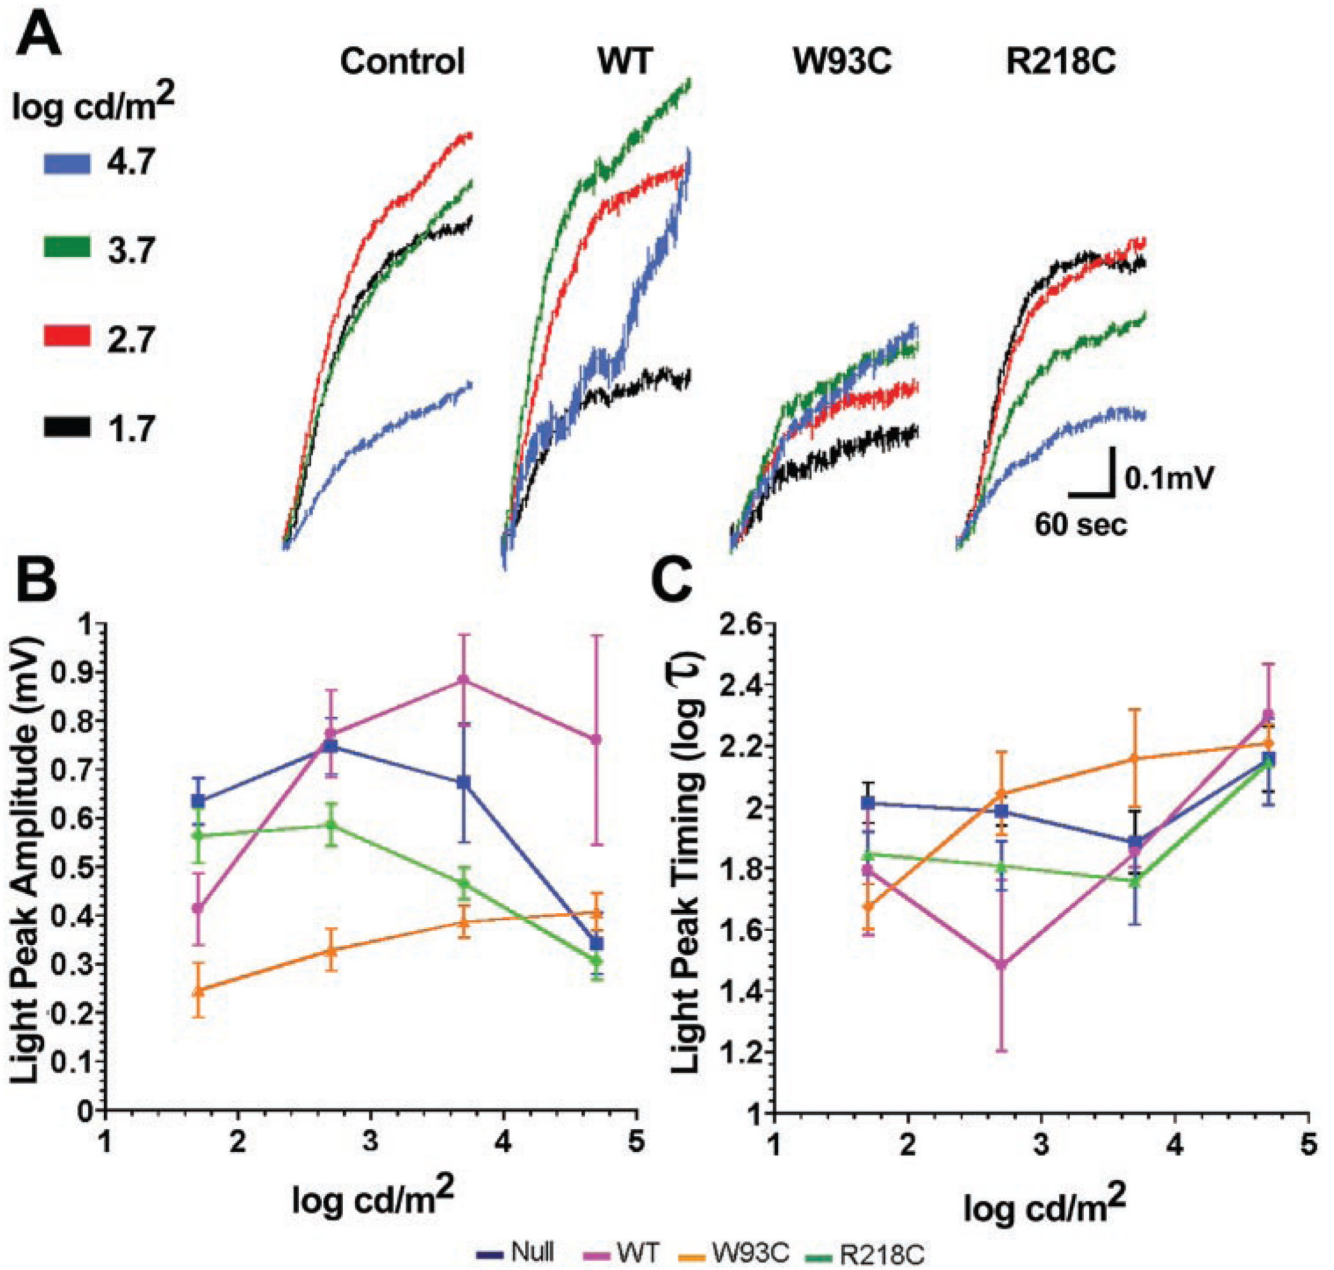 A
Control WT W93C R218C
log cd/m2
4.7
3.7
2.7
1.7
0.1mV
60 sec
B
Light Peak Amplitude (mV)
1
0.9
0.8
0.7
0.6
0.5
0.4
0.3
0.2
0.1
0
1 2 3 4 5
log cd/m2
C
Light Peak Timing (log τ)
2.6
2.4
2.2
2
1.8
1.6
1.4
1.2
1
1 2 3 4 5
log cd/m2
Null WT W93C R218C